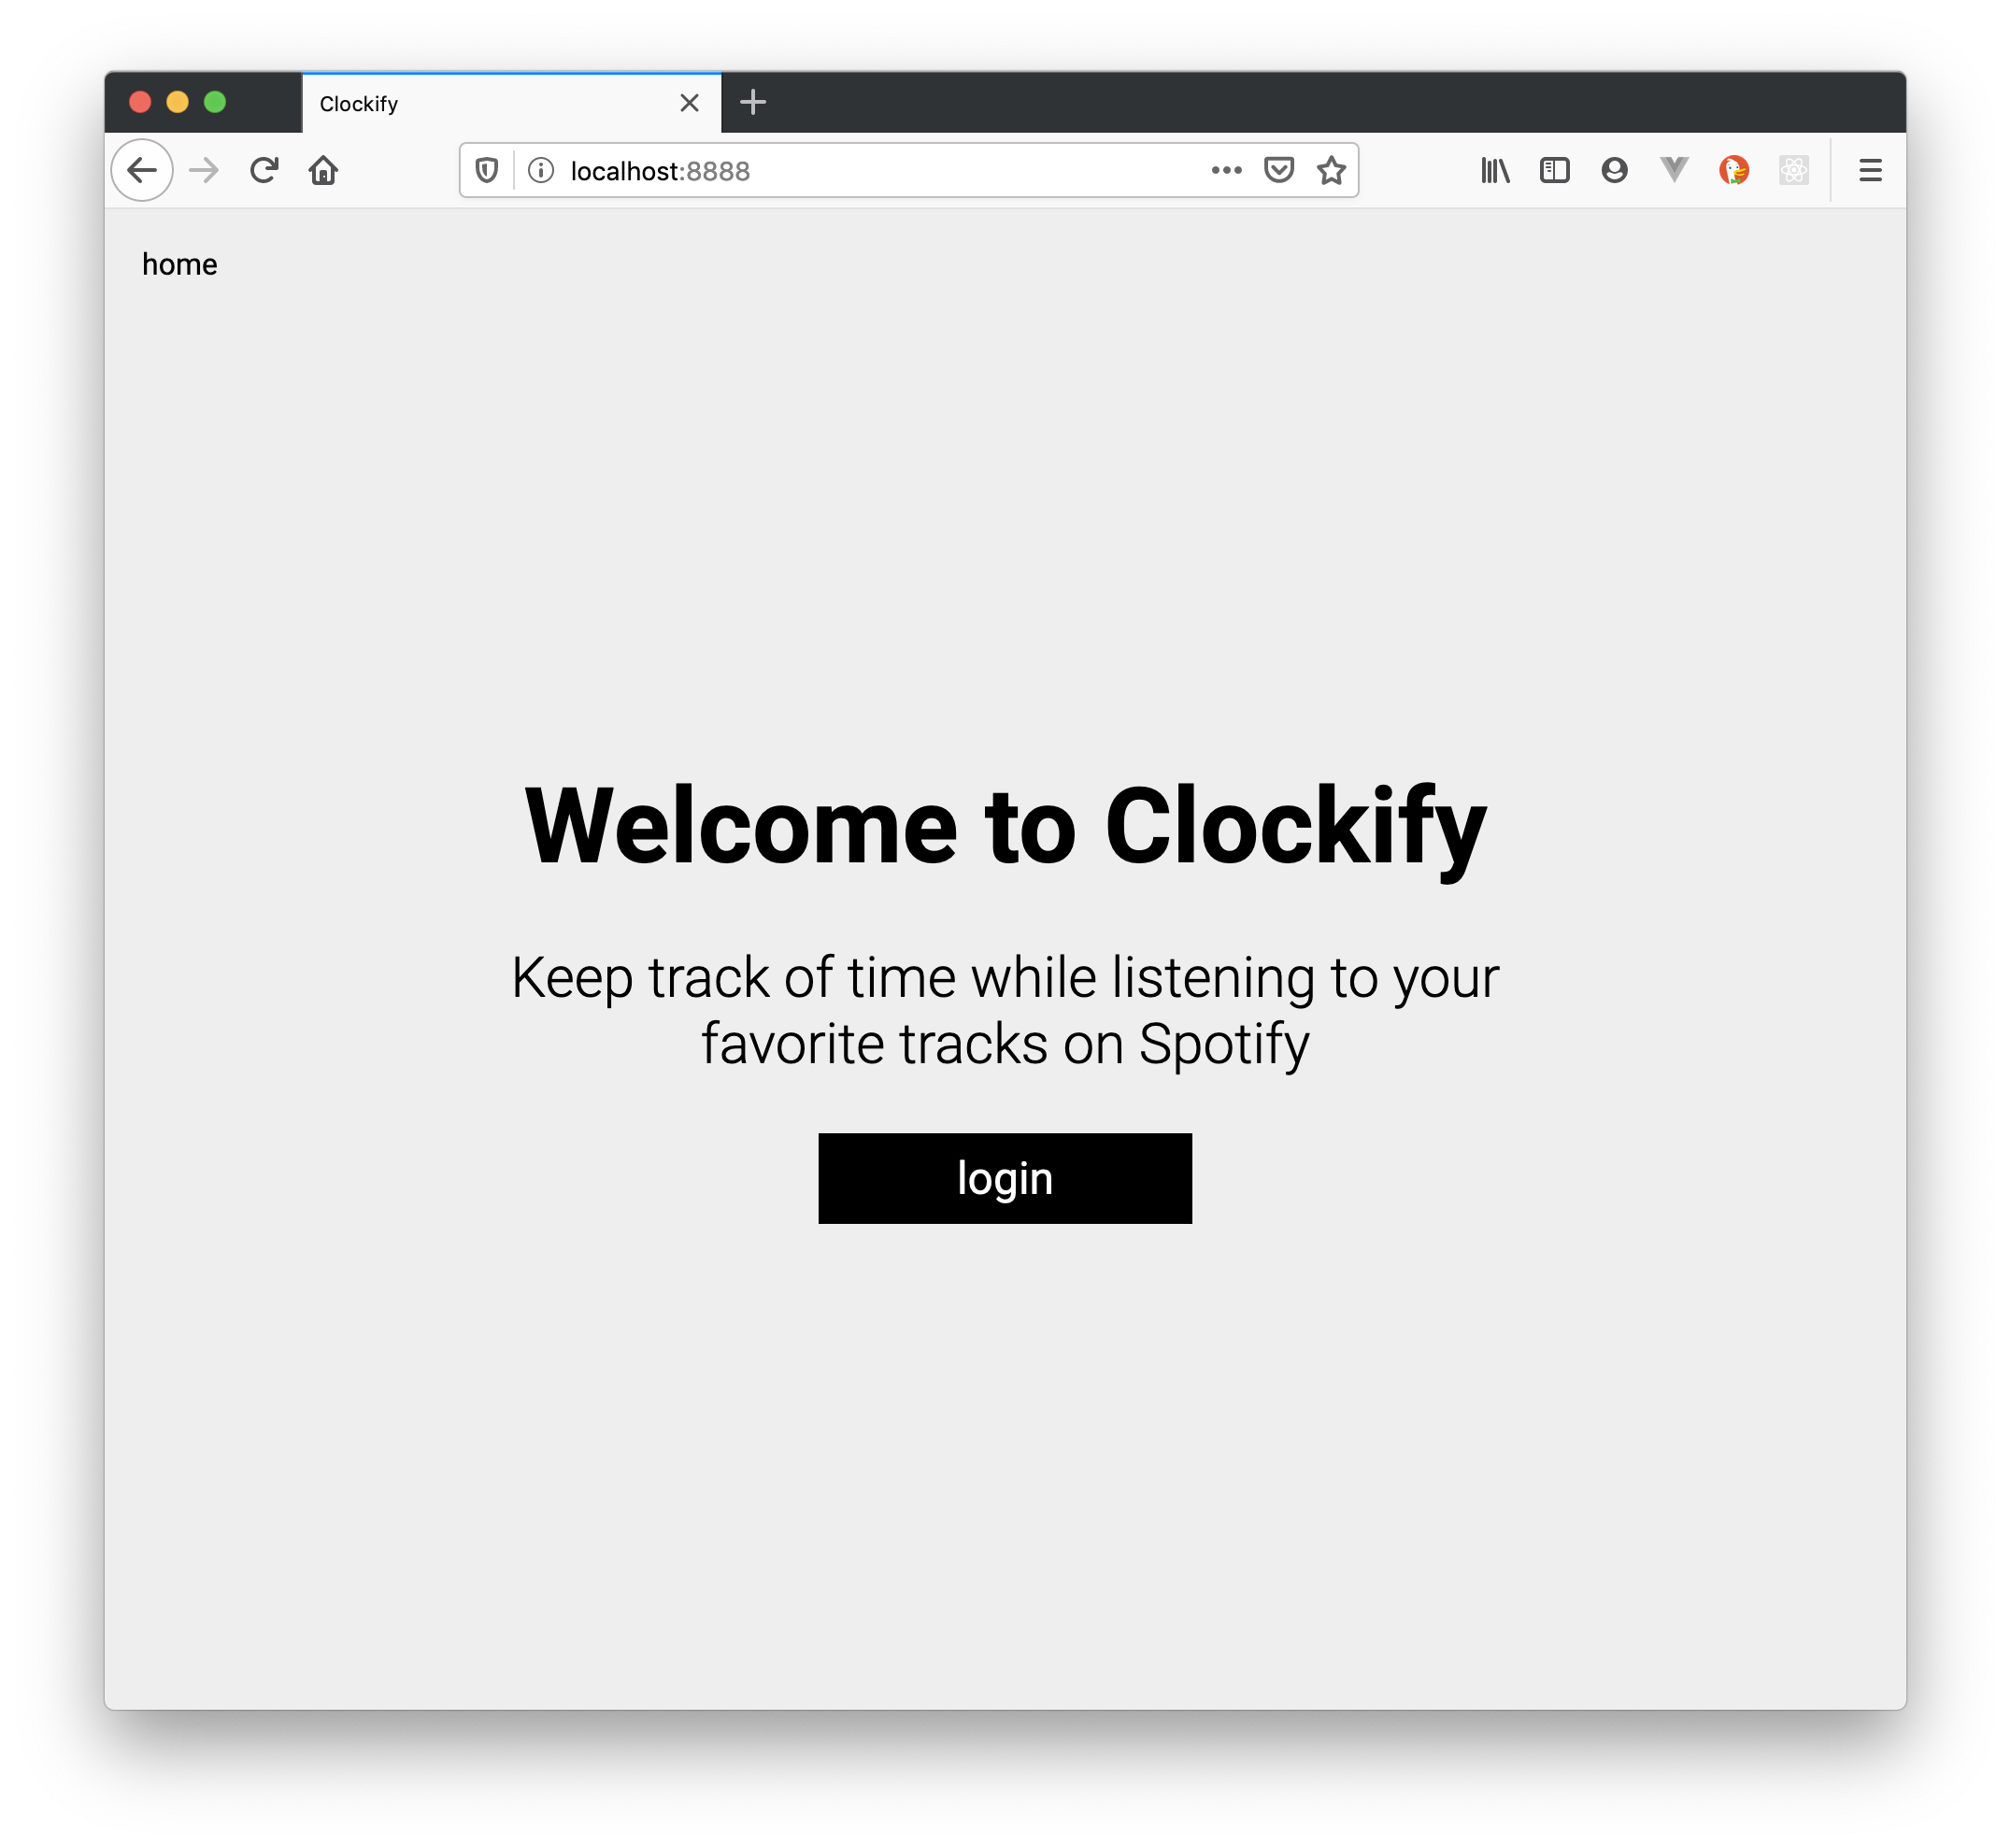 Clockify
localhost:8888
home
Welcome to Clockify
Keep track of time while listening to your
favorite tracks on Spotify
login